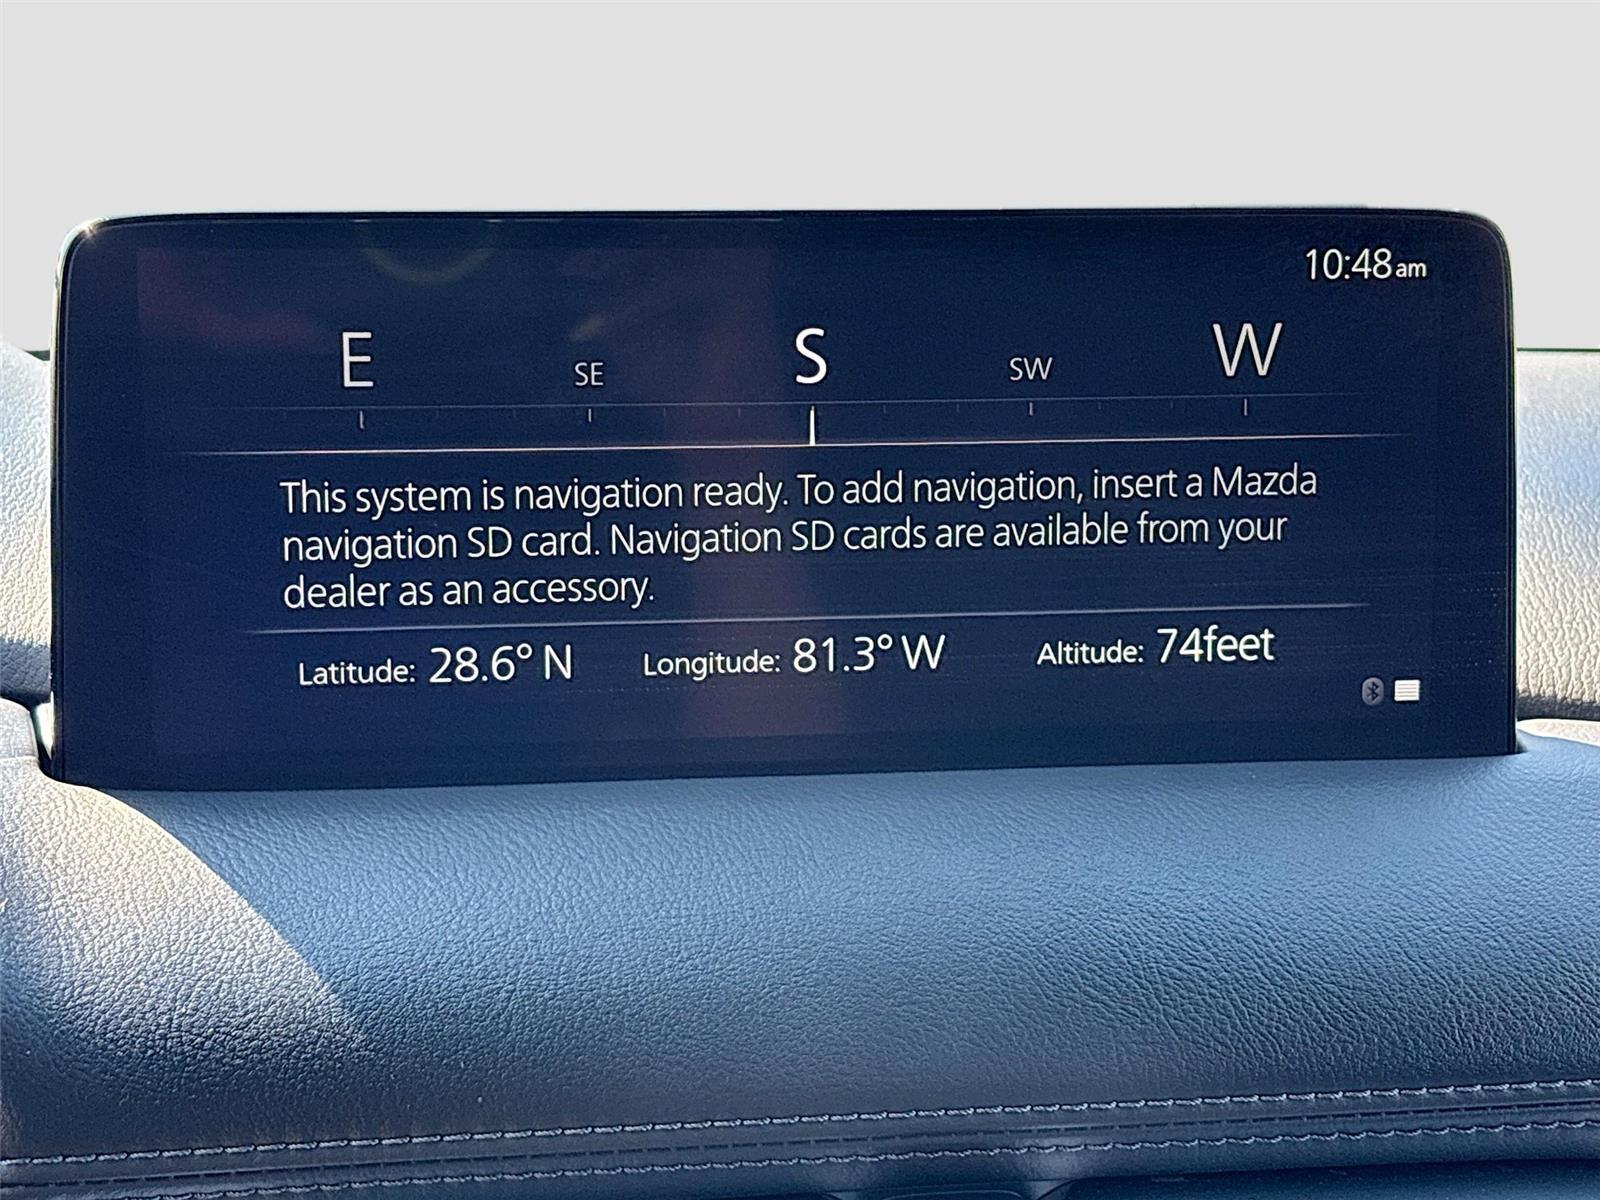 10:48am
E SE S SW W
This system is navigation ready. To add navigation, insert a Mazda
navigation SD card. Navigation SD cards are available from your
dealer as an accessory.
Latitude: 28.6° N Longitude: 81.3° W Altitude: 74feet